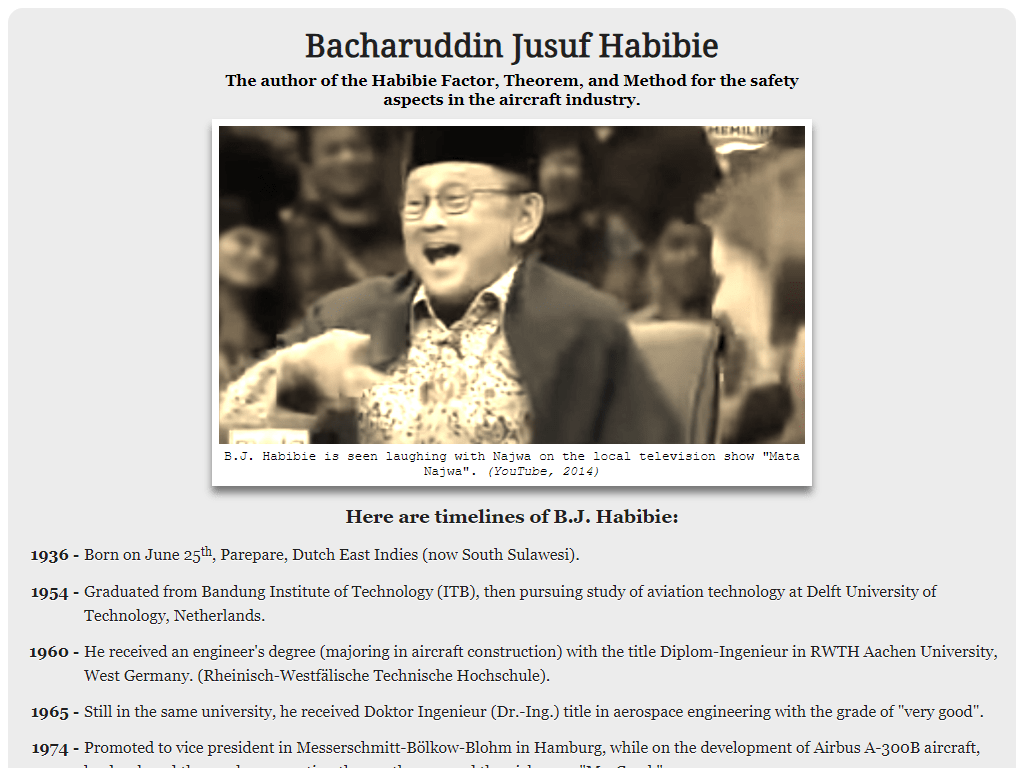 Bacharuddin Jusuf Habibie
The author of the Habibie Factor, Theorem, and Method for the safety
aspects in the aircraft industry.
MEMILIH
B.J. Habibie is seen laughing with Najwa on the local television show "Mata
Najwa". (YouTube, 2014)
Here are timelines of B.J. Habibie:
1936 - Born on June 25th, Parepare, Dutch East Indies (now South Sulawesi).
1954 - Graduated from Bandung Institute of Technology (ITB), then pursuing study of aviation technology at Delft University of
Technology, Netherlands.
1960 - He received an engineer's degree (majoring in aircraft construction) with the title Diplom-Ingenieur in RWTH Aachen University,
West Germany. (Rheinisch-Westfälische Technische Hochschule).
1965 - Still in the same university, he received Doktor Ingenieur (Dr.-Ing.) title in aerospace engineering with the grade of "very good".
1974 - Promoted to vice president in Messerschmitt-Bölkow-Blohm in Hamburg, while on the development of Airbus A-300B aircraft,